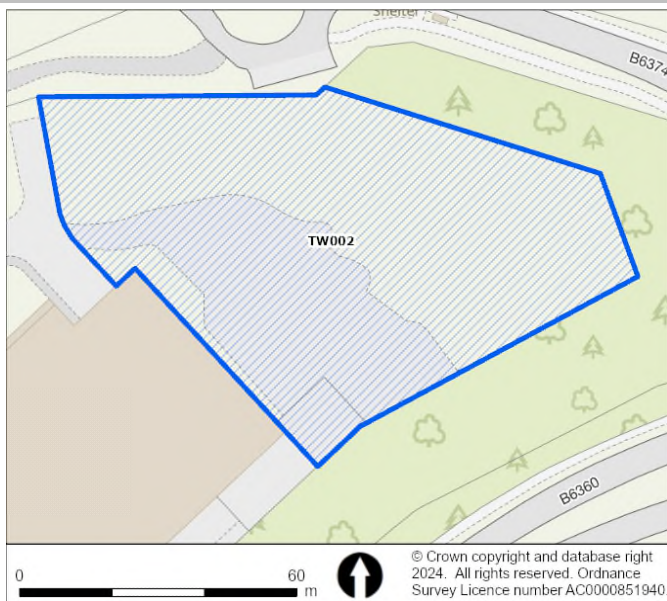 Shelter
B6374
TW002
B6360
0 60
m
© Crown copyright and database right
2024. All rights reserved. Ordnance
Survey Licence number AC0000851940